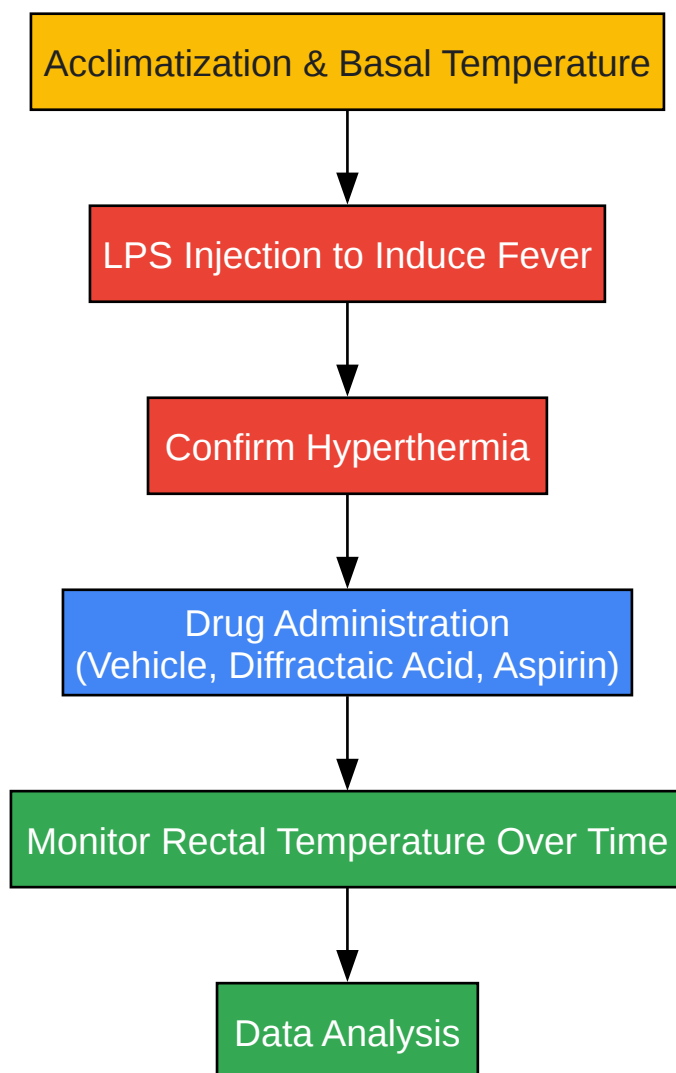 Acclimatization & Basal Temperature
LPS Injection to Induce Fever
Confirm Hyperthermia
Drug Administration
(Vehicle, Diffractaic Acid, Aspirin)
Monitor Rectal Temperature Over Time
Data Analysis